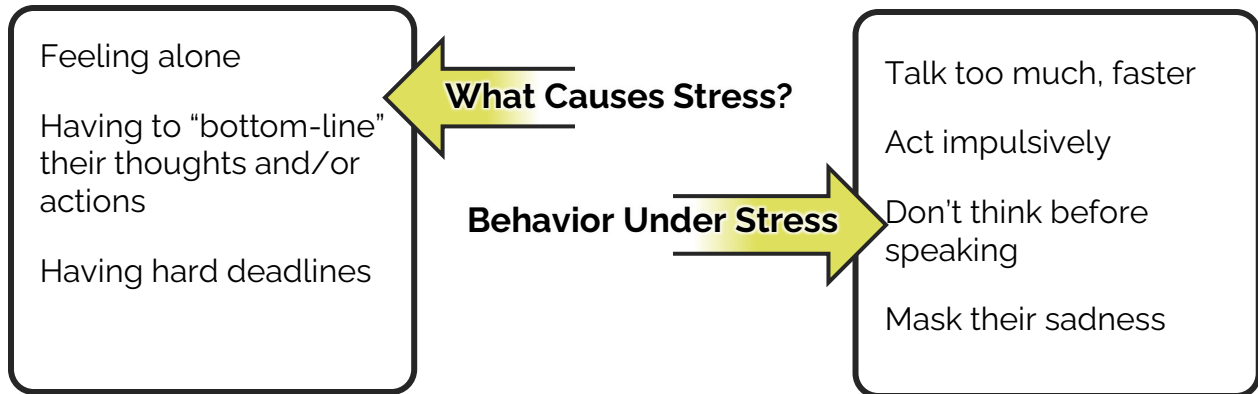 Feeling alone
Having to “bottom-line”
their thoughts and/or
actions
Having hard deadlines
What Causes Stress?
Behavior Under Stress
Talk too much, faster
Act impulsively
Don’t think before
speaking
Mask their sadness